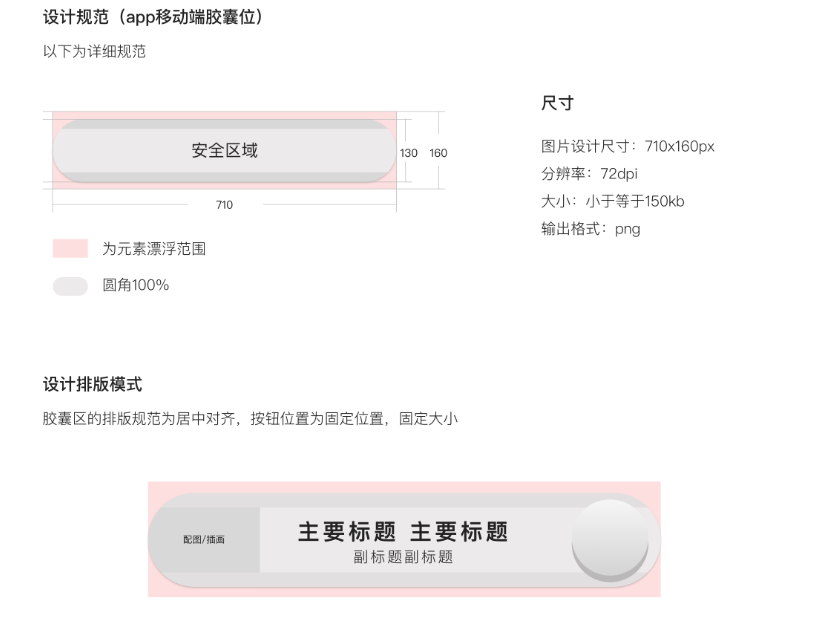 设计规范（app移动端胶囊位）
以下为详细规范
安全区域
130
160
710
为元素漂浮范围
圆角100%
尺寸
图片设计尺寸：710x160px
分辨率：72dpi
大小：小于等于150kb
输出格式：png
设计排版模式
胶囊区的排版规范为居中对齐，按钮位置为固定位置，固定大小
配图/插画
主要标题 主要标题
副标题副标题